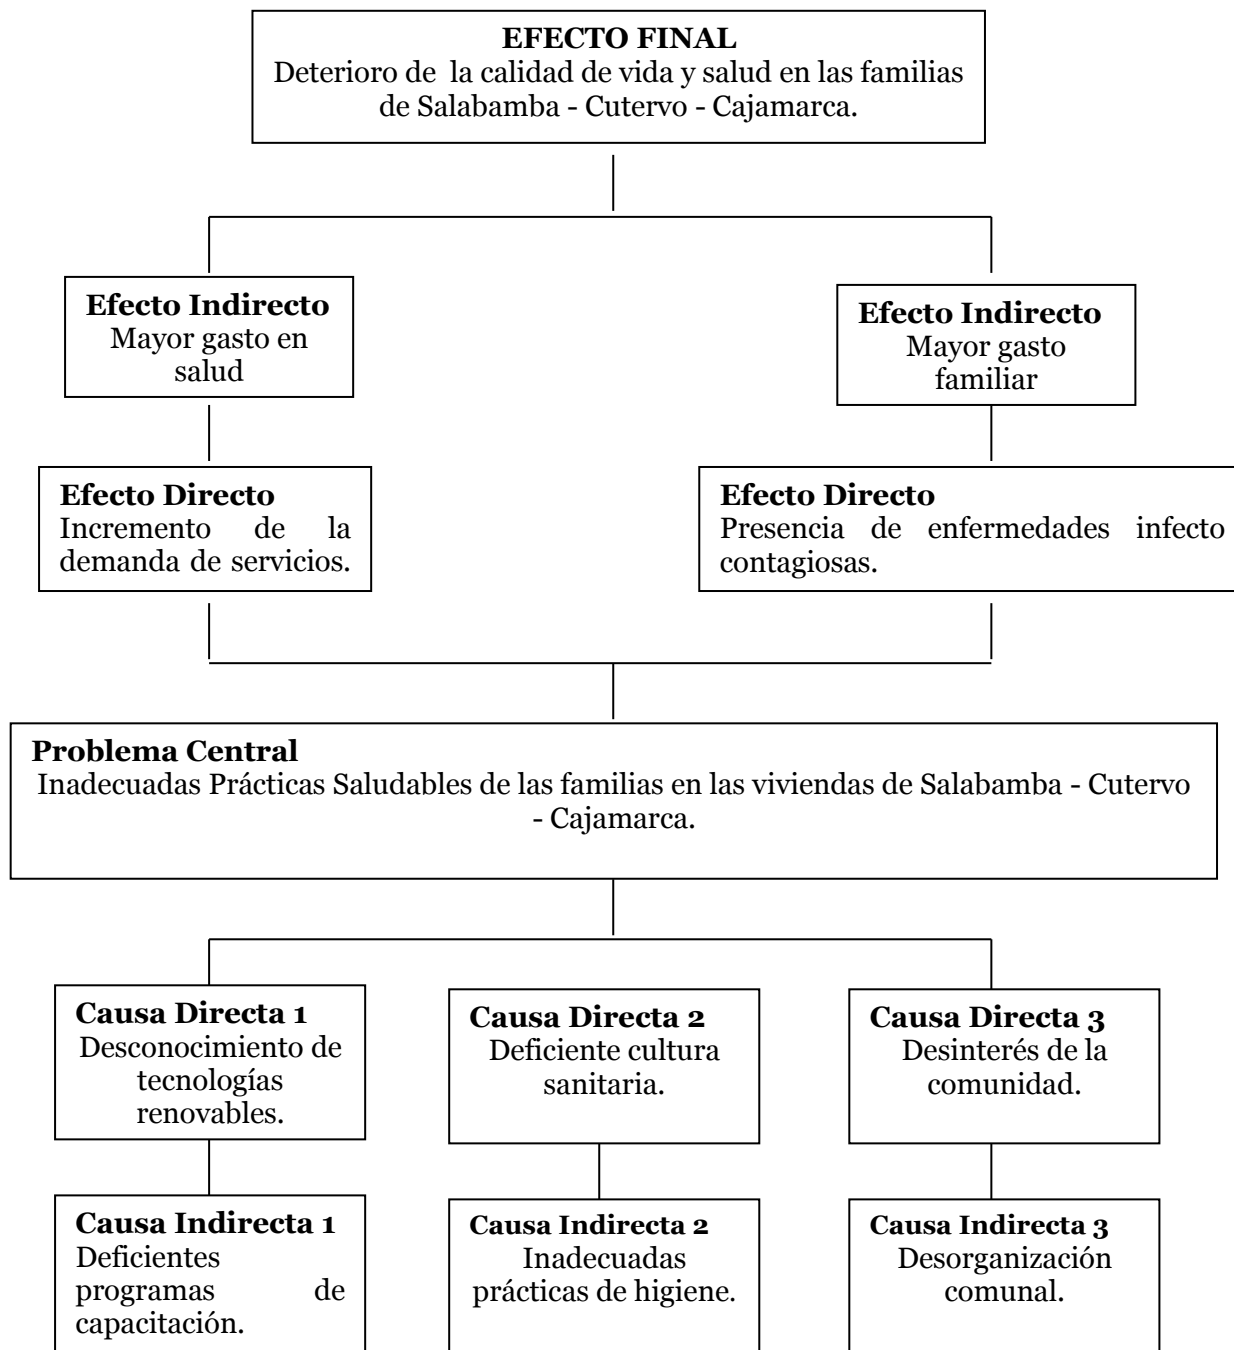 EFECTO FINAL
Deterioro de la calidad de vida y salud en las familias
de Salabamba - Cutervo - Cajamarca.
Efecto Indirecto
Mayor gasto en
salud
Efecto Indirecto
Mayor gasto
familiar
Efecto Directo
Incremento de la
demanda de servicios.
Efecto Directo
Presencia de enfermedades infecto
contagiosas.
Problema Central
Inadecuadas Prácticas Saludables de las familias en las viviendas de Salabamba - Cutervo
- Cajamarca.
Causa Directa 1
Desconocimiento de
tecnologías
renovables.
Causa Directa 2
Deficiente cultura
sanitaria.
Causa Directa 3
Desinterés de la
comunidad.
Causa Indirecta 1
Deficientes
programas de
capacitación.
Causa Indirecta 2
Inadecuadas
prácticas de higiene.
Causa Indirecta 3
Desorganización
comunal.